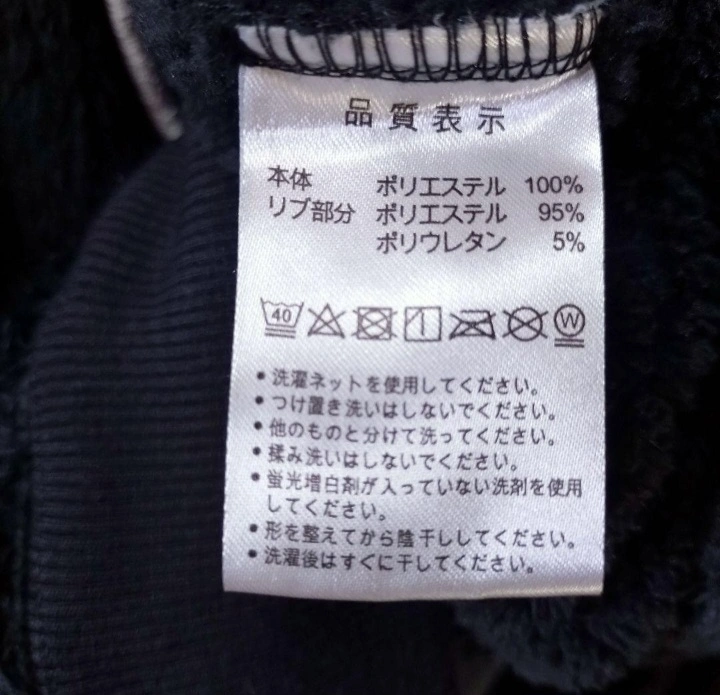 品質表示
本体 ポリエステル 100%
リブ部分 ポリエステル 95%
ポリウレタン 5%
40 W
• 洗濯ネットを使用してください。
• つけ置き洗いはしないでください。
• 他のものと分けて洗ってください。
• 揉み洗いはしないでください。
• 蛍光増白剤が入っていない洗剤を使用
してください。
• 形を整えてから陰干ししてください。
• 洗濯後はすぐに干してください。